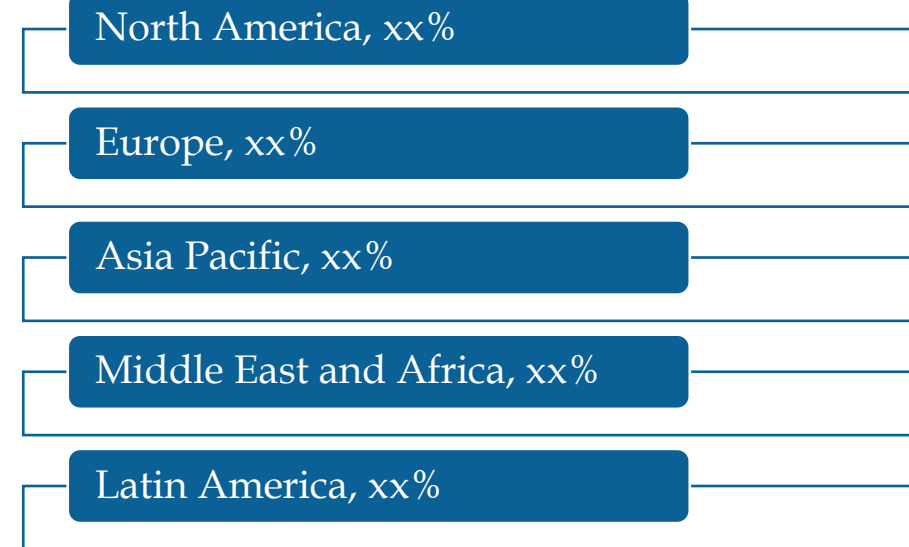 North America, xx%
Europe, xx%
Asia Pacific, xx%
Middle East and Africa, xx%
Latin America, xx%